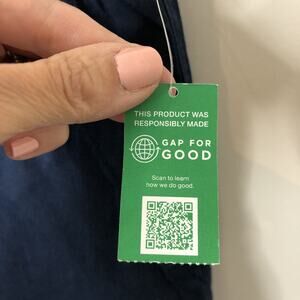 THIS PRODUCT WAS
RESPONSIBLY MADE
GAP FOR
GOOD
Scan to learn
how we do good.